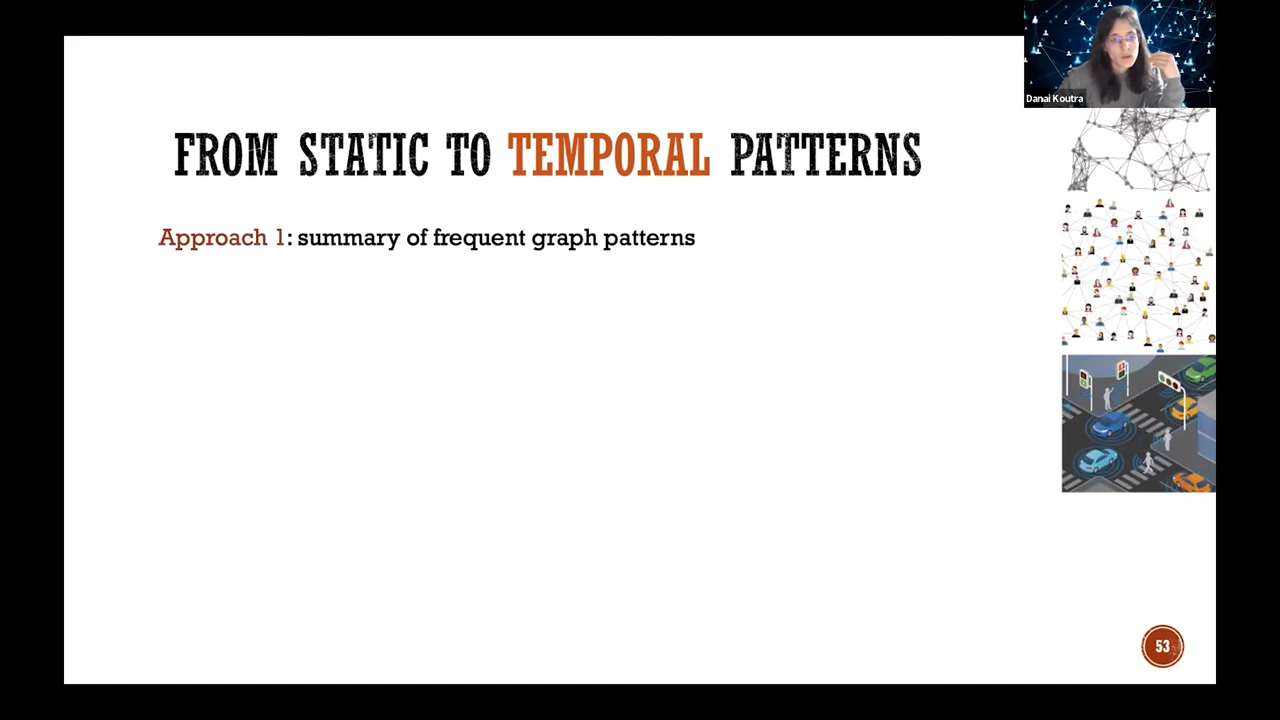 Danai Koutra
FROM STATIC TO TEMPORAL PATTERNS
Approach 1: summary of frequent graph patterns
53